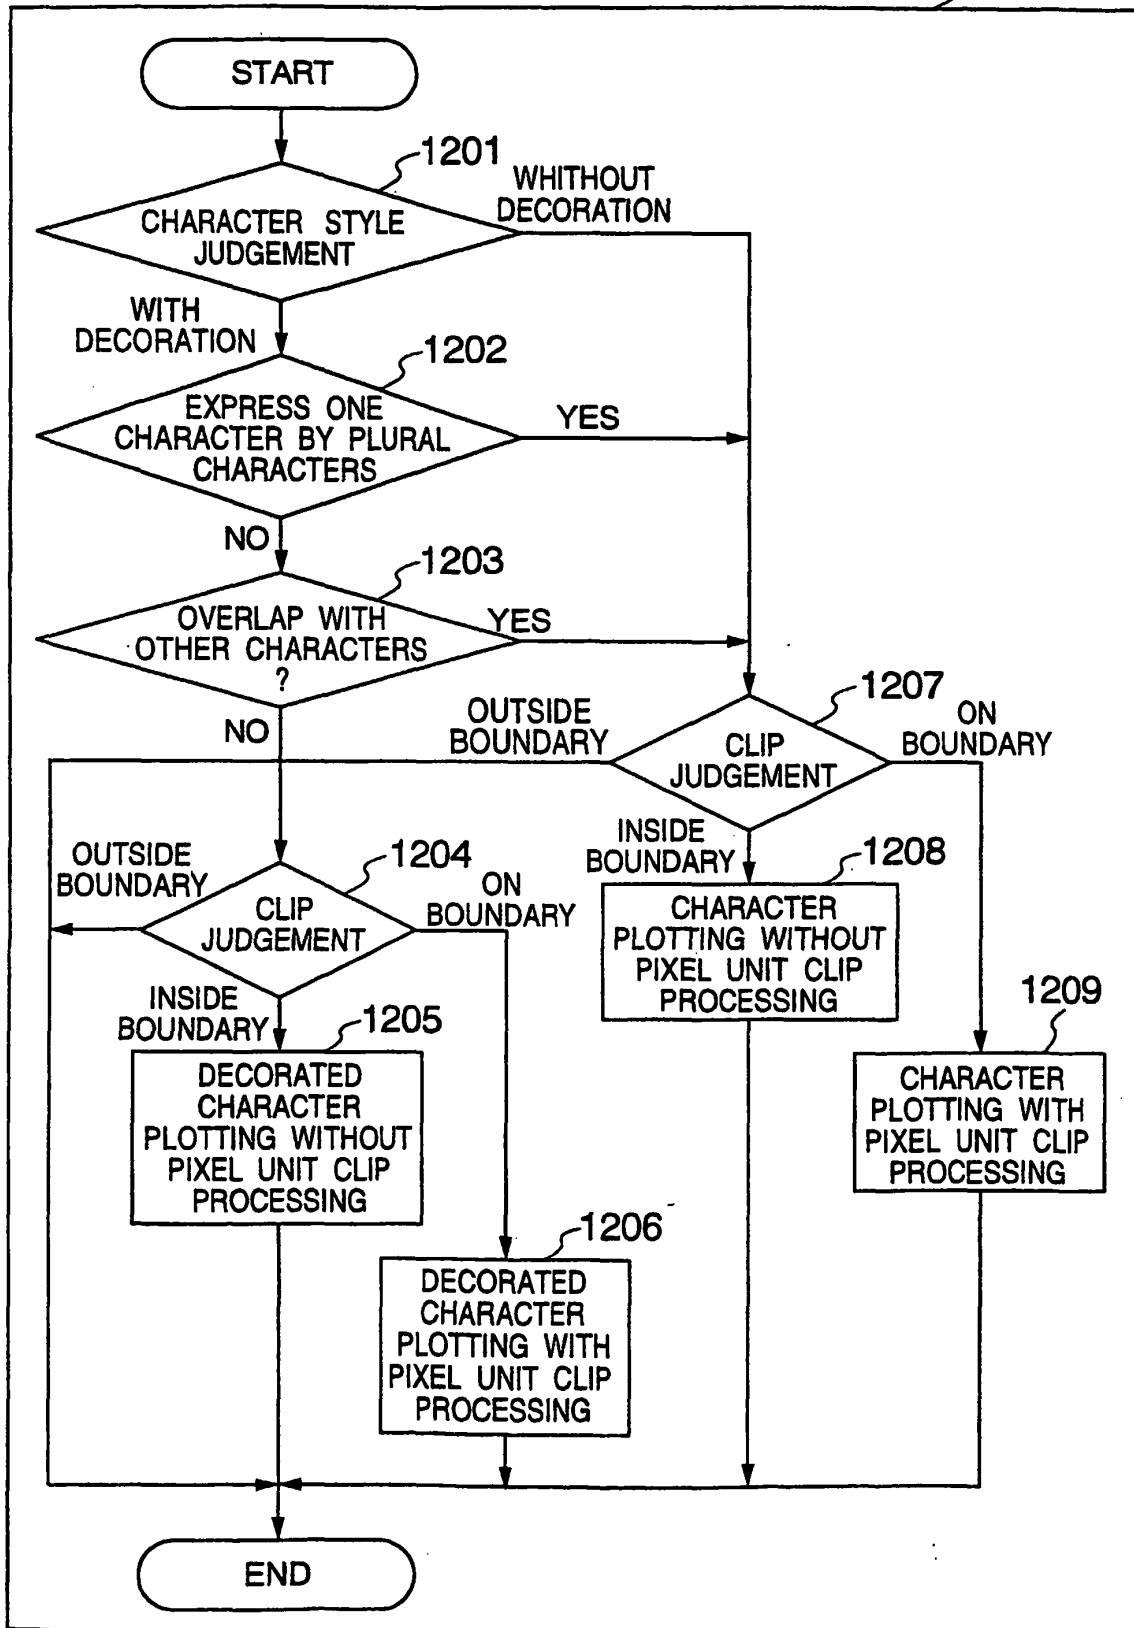 START
1201
WHITHOUT
DECORATION
CHARACTER STYLE
JUDGEMENT
WITH
DECORATION
1202
EXPRESS ONE
CHARACTER BY PLURAL
CHARACTERS
YES
NO
1203
OVERLAP WITH
OTHER CHARACTERS
?
YES
NO
1207
OUTSIDE
BOUNDARY
CLIP
JUDGEMENT
ON
BOUNDARY
INSIDE
BOUNDARY
1208
CHARACTER
PLOTTING WITHOUT
PIXEL UNIT CLIP
PROCESSING
1209
CHARACTER
PLOTTING WITH
PIXEL UNIT CLIP
PROCESSING
OUTSIDE
BOUNDARY
1204
CLIP
JUDGEMENT
ON
BOUNDARY
INSIDE
BOUNDARY
1205
DECORATED
CHARACTER
PLOTTING WITHOUT
PIXEL UNIT CLIP
PROCESSING
1206
DECORATED
CHARACTER
PLOTTING WITH
PIXEL UNIT CLIP
PROCESSING
END